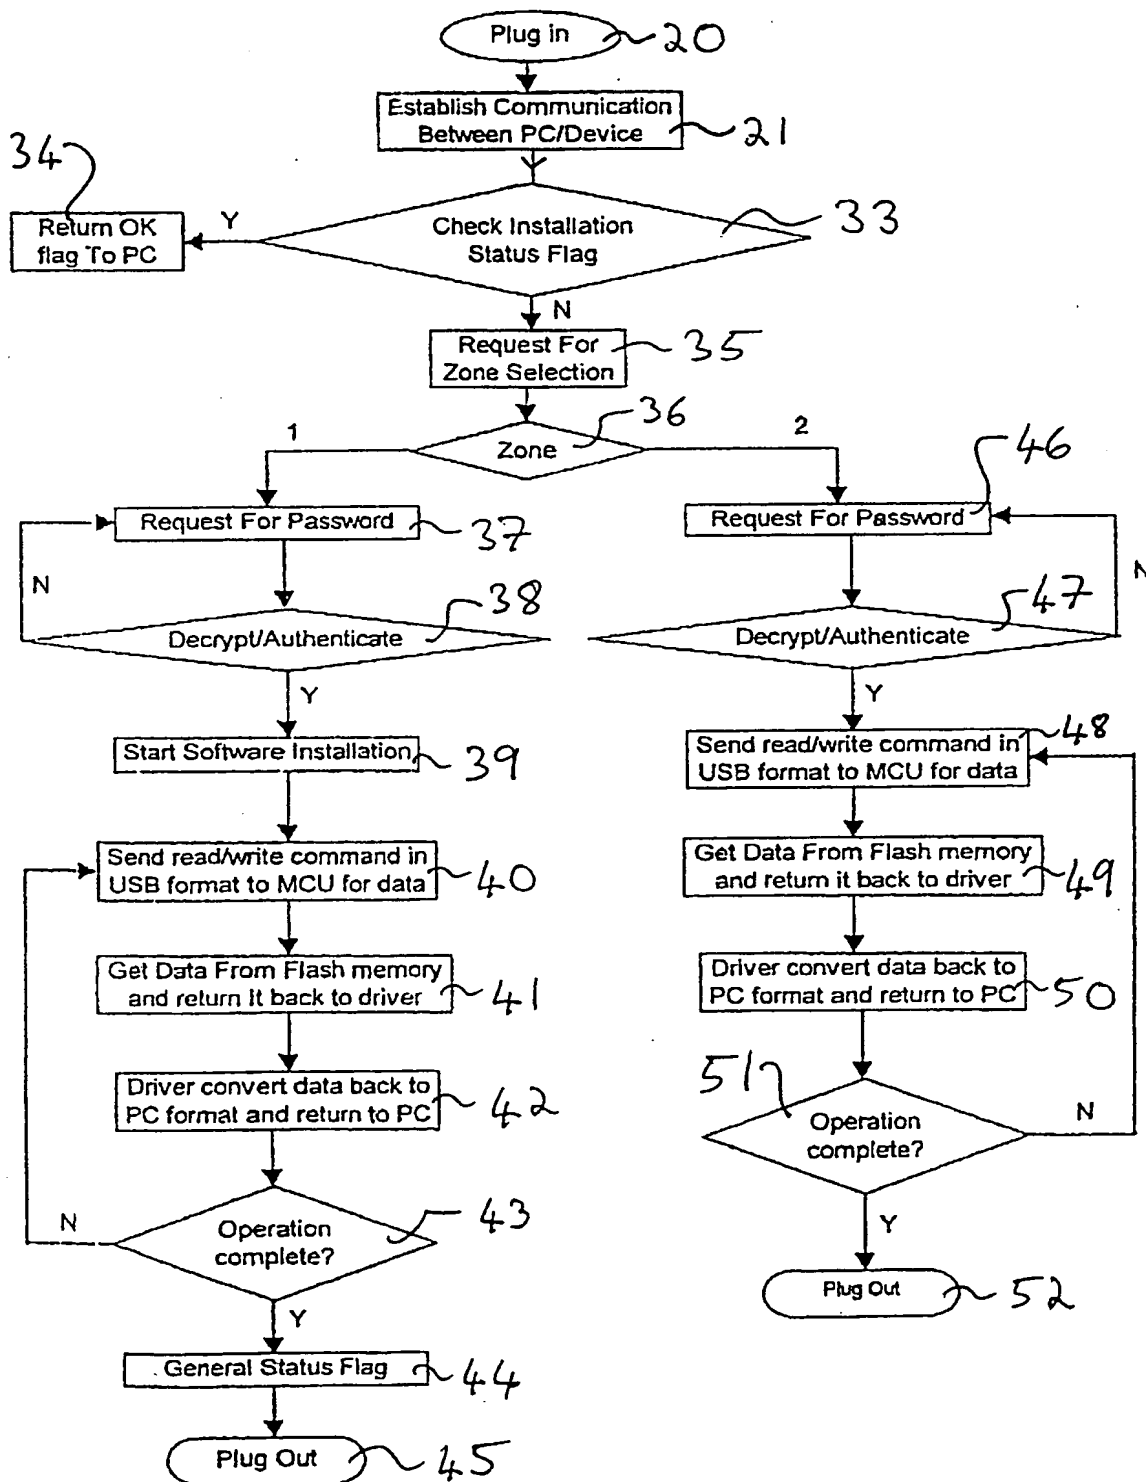 Plug in
20
Establish Communication
Between PC/Device
21
34
Return OK
flag To PC
Y
Check Installation
Status Flag
33
N
Request For
Zone Selection
35
Zone
36
1
2
Request For Password
37
N
Decrypt/Authenticate
38
Y
Start Software Installation
39
Send read/write command in
USB format to MCU for data
40
Get Data From Flash memory
and return it back to driver
41
Driver convert data back to
PC format and return to PC
42
Operation
complete?
43
N
Y
General Status Flag
44
Plug Out
45
46
Request For Password
N
47
Decrypt/Authenticate
Y
48
Send read/write command in
USB format to MCU for data
Get Data From Flash memory
and return it back to driver
49
Driver convert data back to
PC format and return to PC
50
51
Operation
complete?
N
Y
Plug Out
52